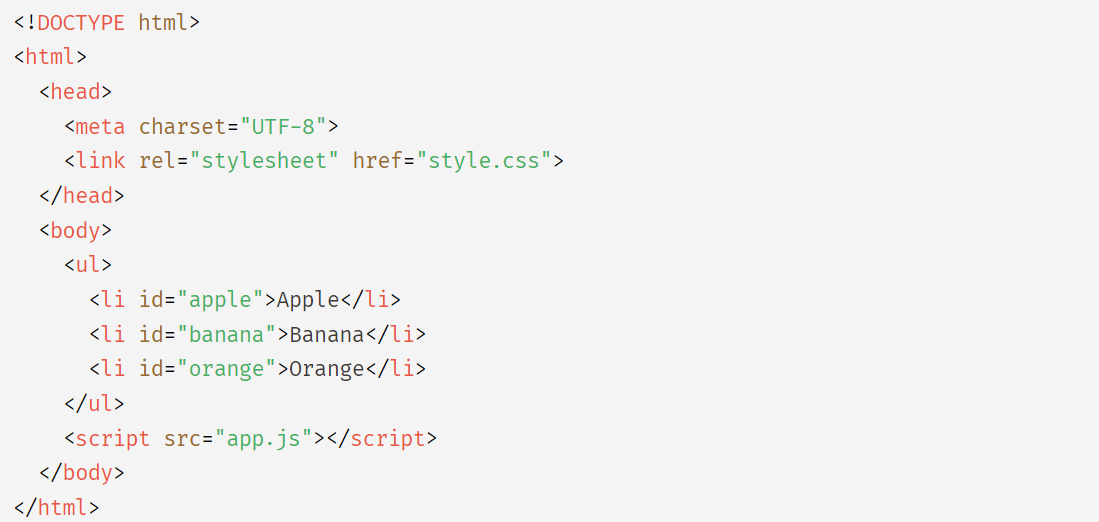 <!DOCTYPE html>
<html>
  <head>
    <meta charset="UTF-8">
    <link rel="stylesheet" href="style.css">
  </head>
  <body>
    <ul>
      <li id="apple">Apple</li>
      <li id="banana">Banana</li>
      <li id="orange">Orange</li>
    </ul>
    <script src="app.js"></script>
  </body>
</html>